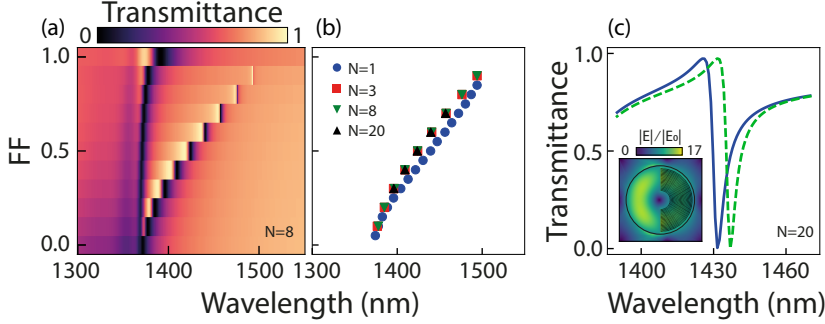 (a) Transmittance
0 1
FF
1.0
0.5
0.0
N=8
1300 1400 1500
(b)
N=1
N=3
N=8
N=20
1400 1500
Wavelength (nm)
(c)
Transmittance
1.0
0.5
0.0
|E|/|E₀|
0 17
N=20
1400 1430 1460
Wavelength (nm)